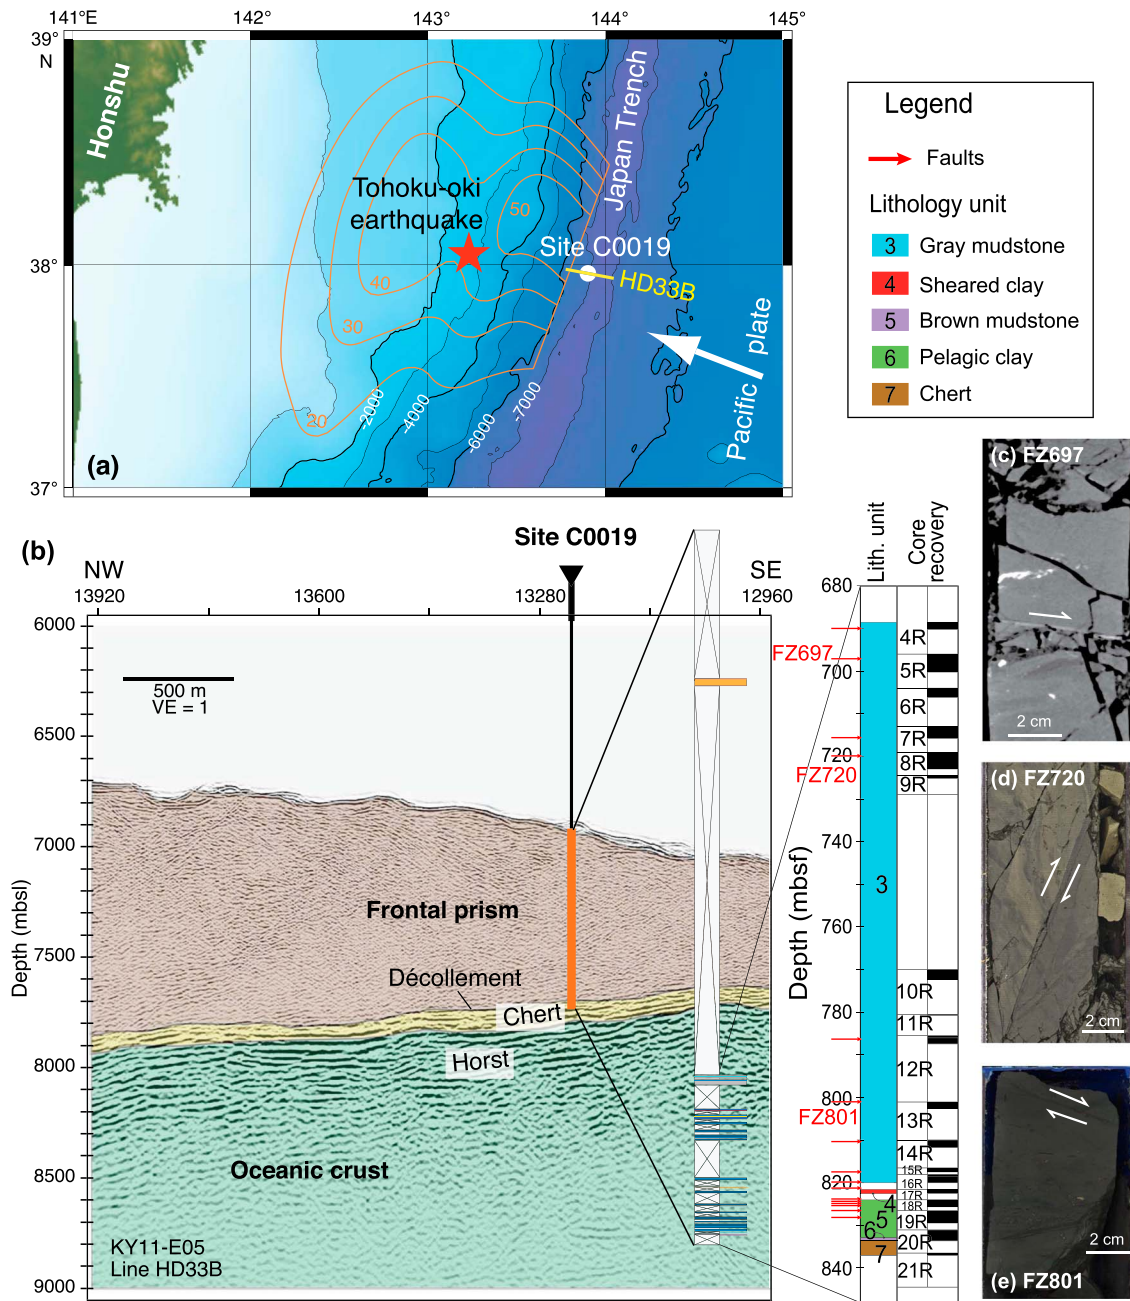 141°E
142°
143°
144°
145°
39°
N
38°
37°
Honshu
Tohoku-oki
earthquake
50
40
30
20
Japan Trench
Site C0019
HD33B
Pacific plate
-2000
-4000
-6000
-7000
(a)
Legend
Faults
Lithology unit
3 Gray mudstone
4 Sheared clay
5 Brown mudstone
6 Pelagic clay
7 Chert
(b)
Site C0019
NW
SE
13920
13600
13280
12960
Depth (mbsl)
6000
6500
7000
7500
8000
8500
9000
500 m
VE = 1
Frontal prism
Décollement
Chert
Horst
Oceanic crust
KY11-E05
Line HD33B
Lith. unit
Core
recovery
Depth (mbsf)
680
700
720
740
760
780
800
820
840
FZ697
FZ720
FZ801
3
4
5
6
7
4R
5R
6R
7R
8R
9R
10R
11R
12R
13R
14R
15R
16R
17R
18R
19R
20R
21R
(c) FZ697
2 cm
(d) FZ720
2 cm
2 cm
(e) FZ801